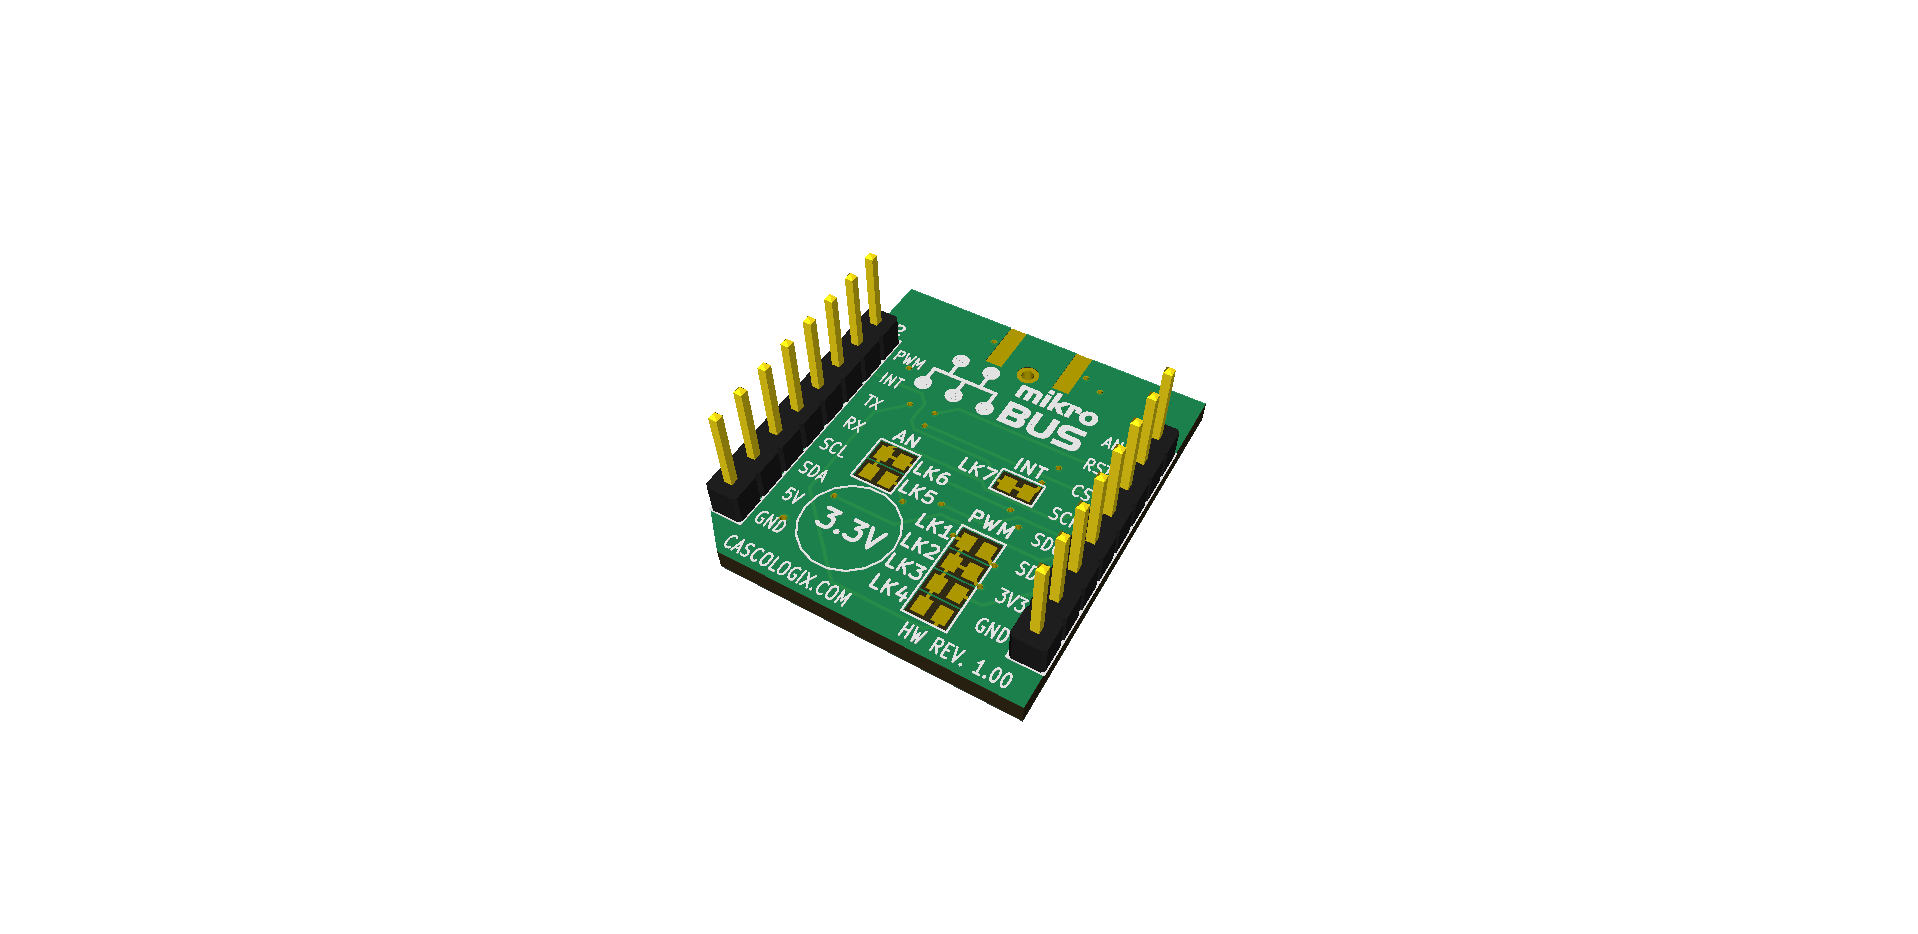 PWM
INT
TX
RX
SCL
SDA
5V
GND
mikro
BUS
AN
LK6
LK5
LK7
INT
3.3V
PWM
LK1
LK2
LK3
LK4
3V3
GND
CASCOLOGIX.COM
HW REV. 1.00